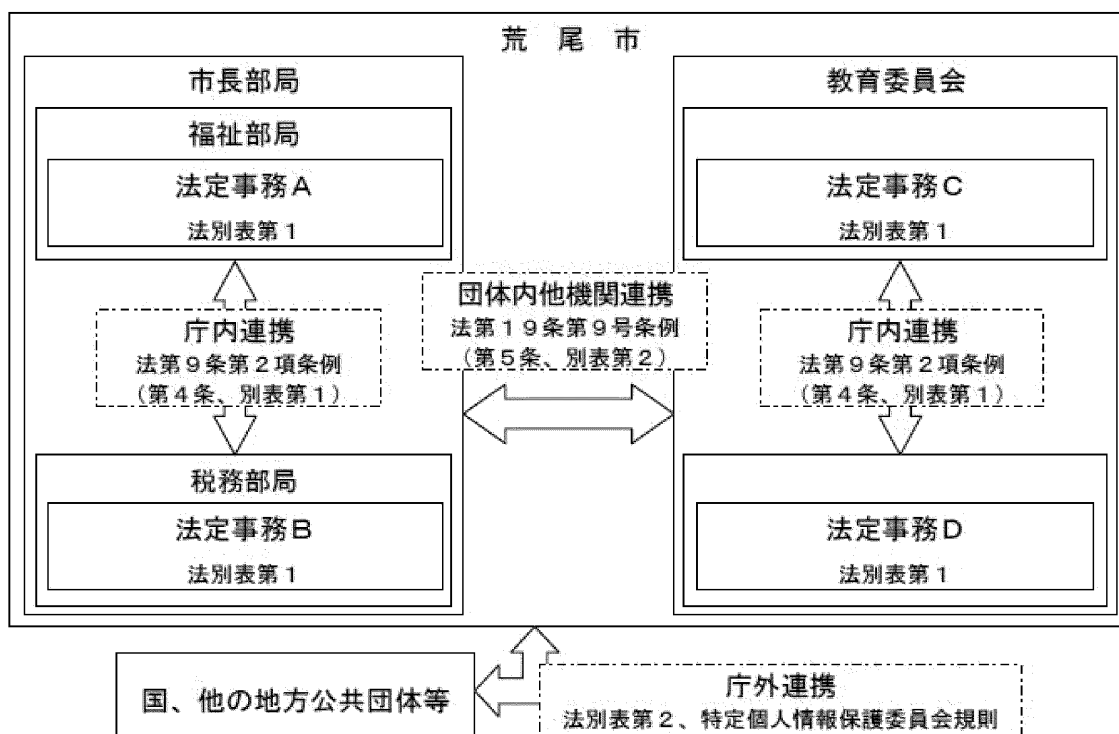 荒　尾　市
市長部局
福祉部局
法定事務Ａ
法別表第１
庁内連携
法第９条第２項条例
（第４条、別表第１）
税務部局
法定事務Ｂ
法別表第１
団体内他機関連携
法第１９条第９号条例
（第５条、別表第２）
教育委員会
法定事務Ｃ
法別表第１
庁内連携
法第９条第２項条例
（第４条、別表第１）
法定事務Ｄ
法別表第１
国、他の地方公共団体等
庁外連携
法別表第２、特定個人情報保護委員会規則